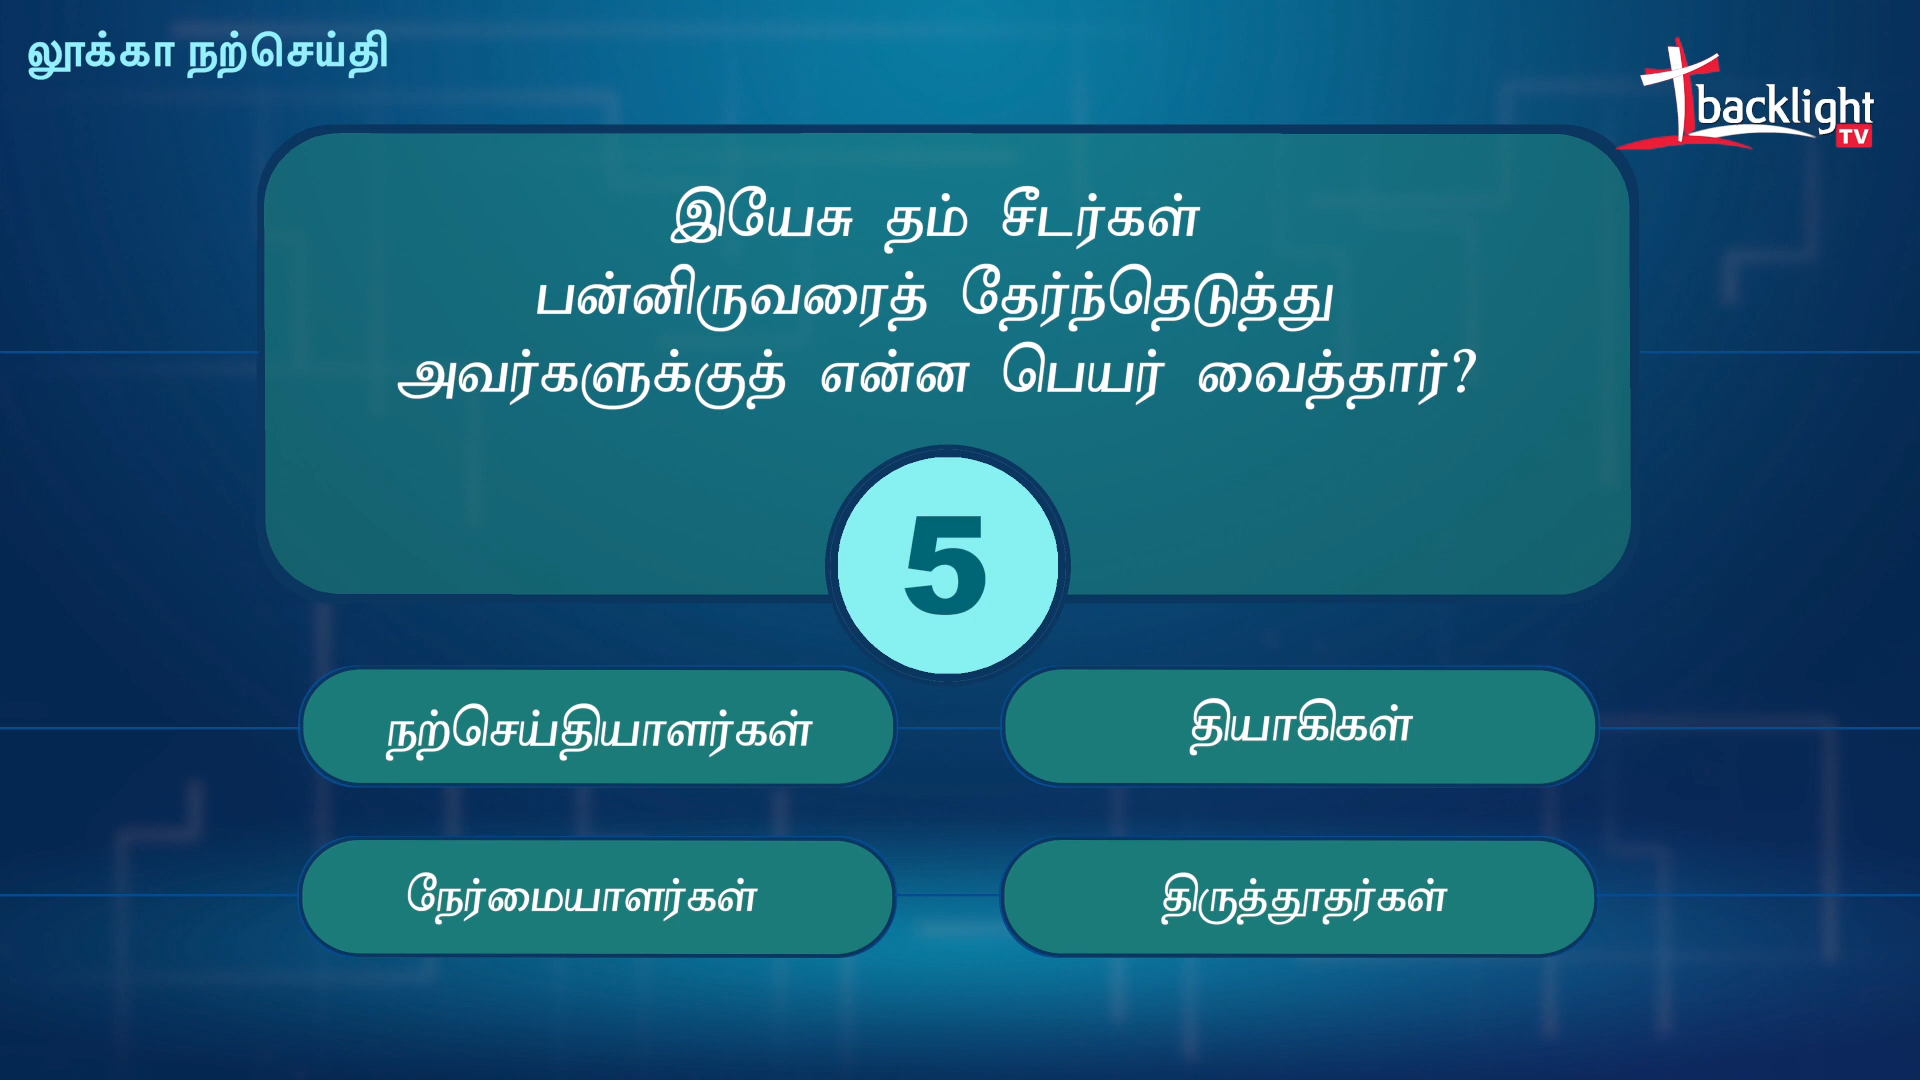 லூக்கா நற்செய்தி
backlight
TV
இயேசு தம் சீடர்கள்
பன்னிருவரைத் தேர்ந்தெடுத்து
அவர்களுக்குத் என்ன பெயர் வைத்தார்?
5
நற்செய்தியாளர்கள்
தியாகிகள்
நேர்மையாளர்கள்
திருத்தூதர்கள்